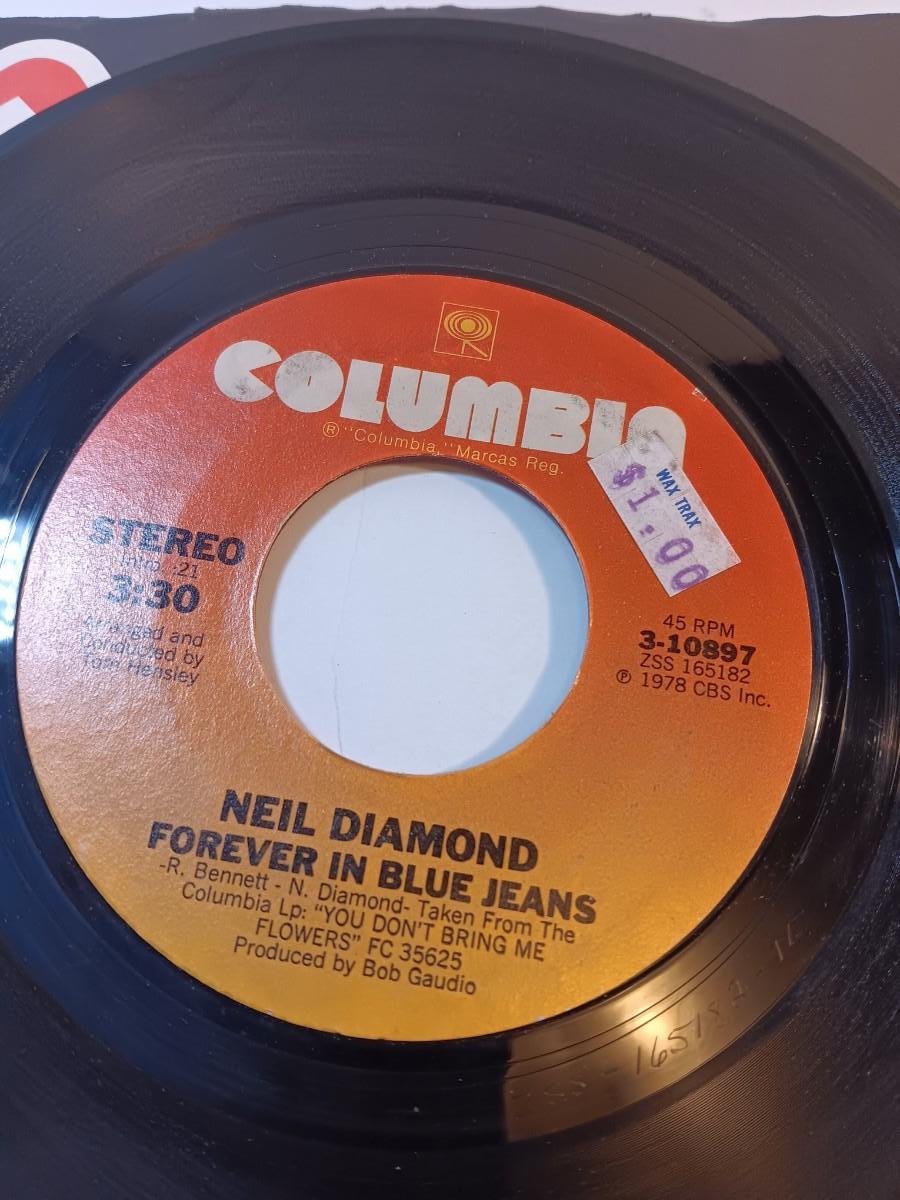 COLUMBIA
® "Columbia," Marcas Reg.
WAX TRAX
$1.00
STEREO
Intro :21
3:30
Arranged and
Conducted by
Tom Hensley
45 RPM
3-10897
ZSS 165182
℗ 1978 CBS Inc.
NEIL DIAMOND
FOREVER IN BLUE JEANS
-R. Bennett - N. Diamond- Taken From The
Columbia Lp: "YOU DON'T BRING ME
FLOWERS" FC 35625
Produced by Bob Gaudio